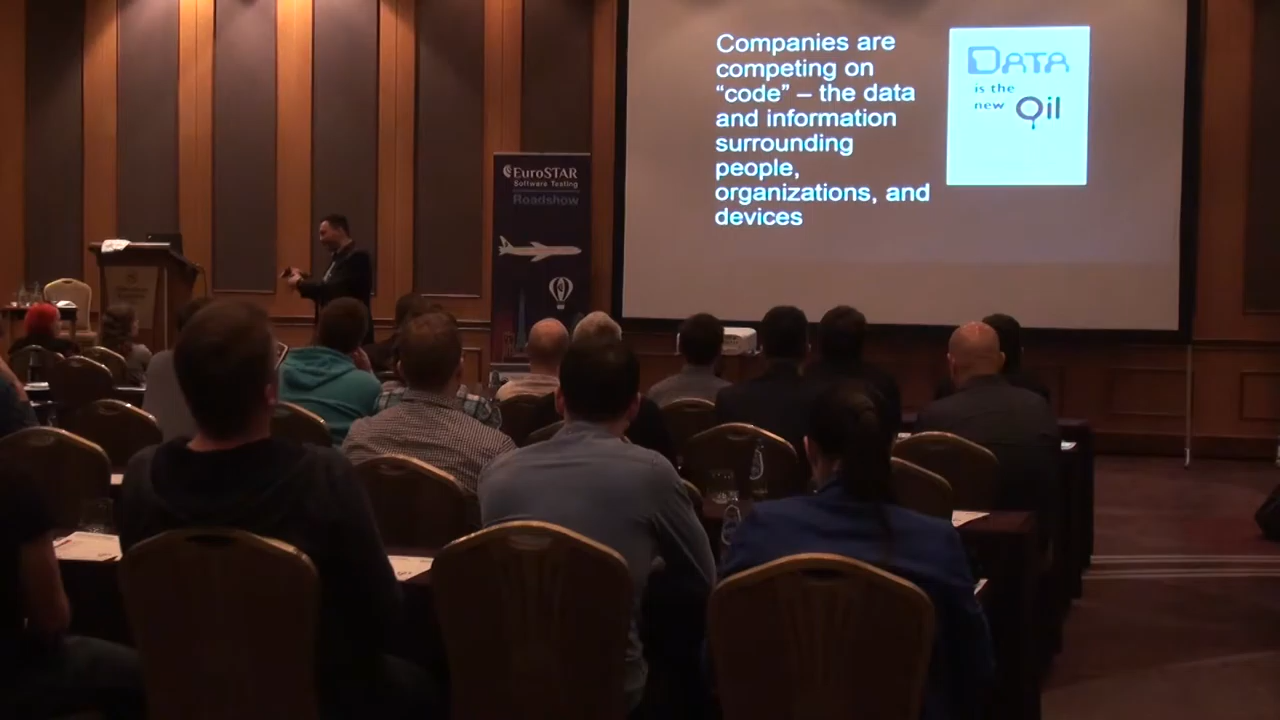 Companies are
competing on
“code” – the data
and information
surrounding
people,
organizations, and
devices
DATA
is the
new Oil
EuroSTAR
Software Testing
Roadshow